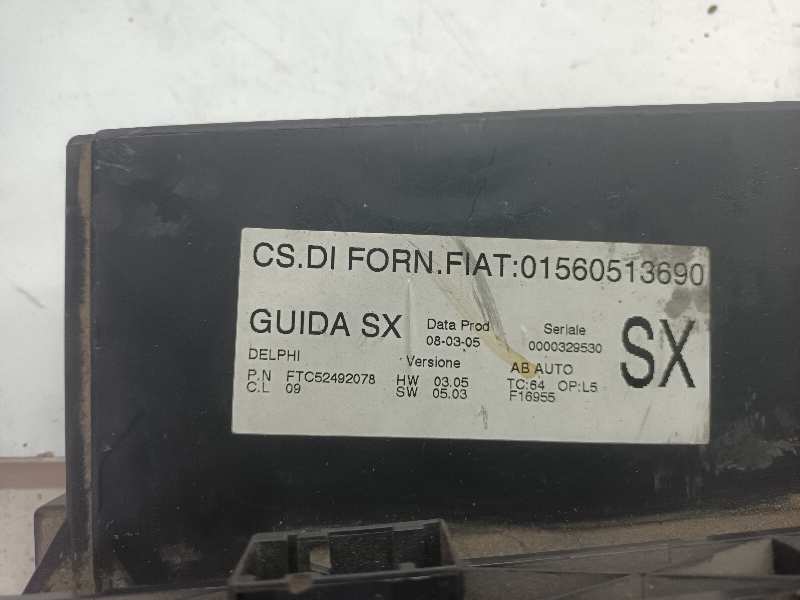 CS.DI FORN.FIAT:01560513690
GUIDA SX
Data Prod
08-03-05
Seriale
0000329530
SX
DELPHI
P.N FTC52492078
C.L 09
Versione
HW 03.05
SW 05.03
AB AUTO
TC:64 OP:L5
F16955